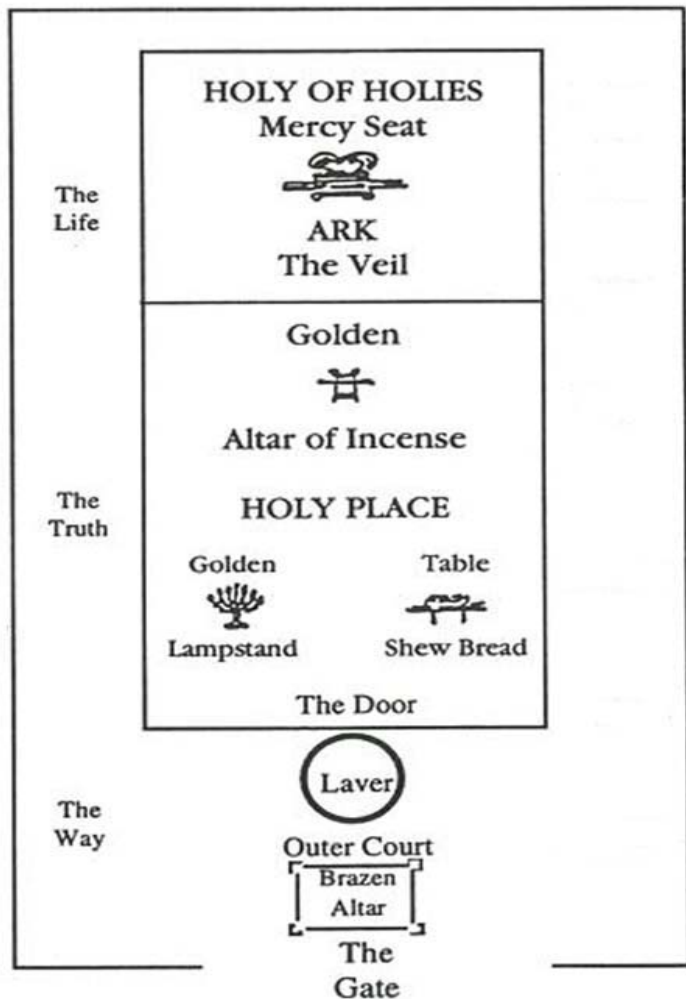 HOLY OF HOLIES
Mercy Seat
The
Life
ARK
The Veil
Golden
Altar of Incense
The
Truth
HOLY PLACE
Golden
Lampstand
Table
Shew Bread
The Door
Laver
The
Way
Outer Court
Brazen
Altar
The
Gate